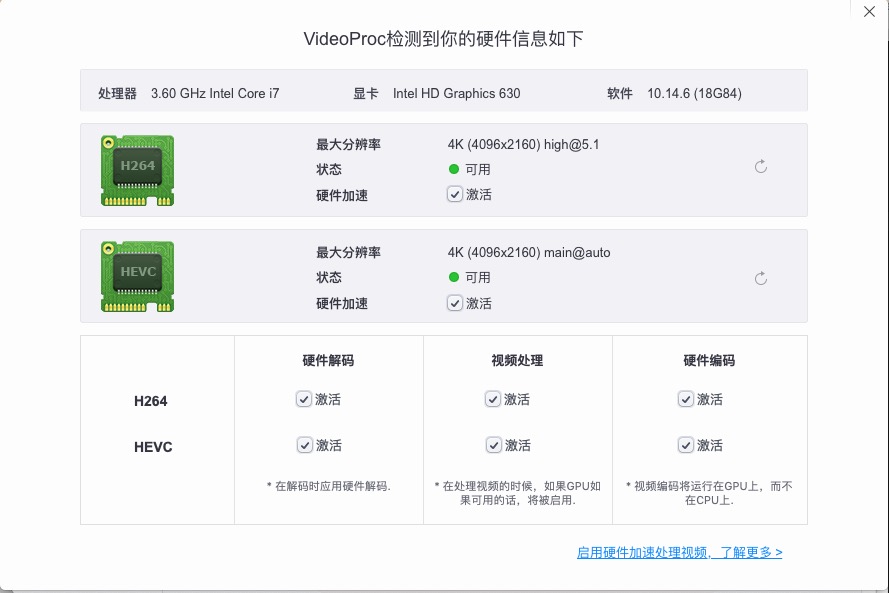 VideoProc检测到你的硬件信息如下
处理器 3.60 GHz Intel Core i7 显卡 Intel HD Graphics 630 软件 10.14.6 (18G84)
H264
最大分辨率 4K (4096x2160) high@5.1
状态 可用
硬件加速 激活
HEVC
最大分辨率 4K (4096x2160) main@auto
状态 可用
硬件加速 激活
硬件解码 视频处理 硬件编码
H264 激活 激活 激活
HEVC 激活 激活 激活
* 在解码时应用硬件解码.
* 在处理视频的时候，如果GPU如
果可用的话，将被启用.
* 视频编码将运行在GPU上，而不
在CPU上.
启用硬件加速处理视频，了解更多 >